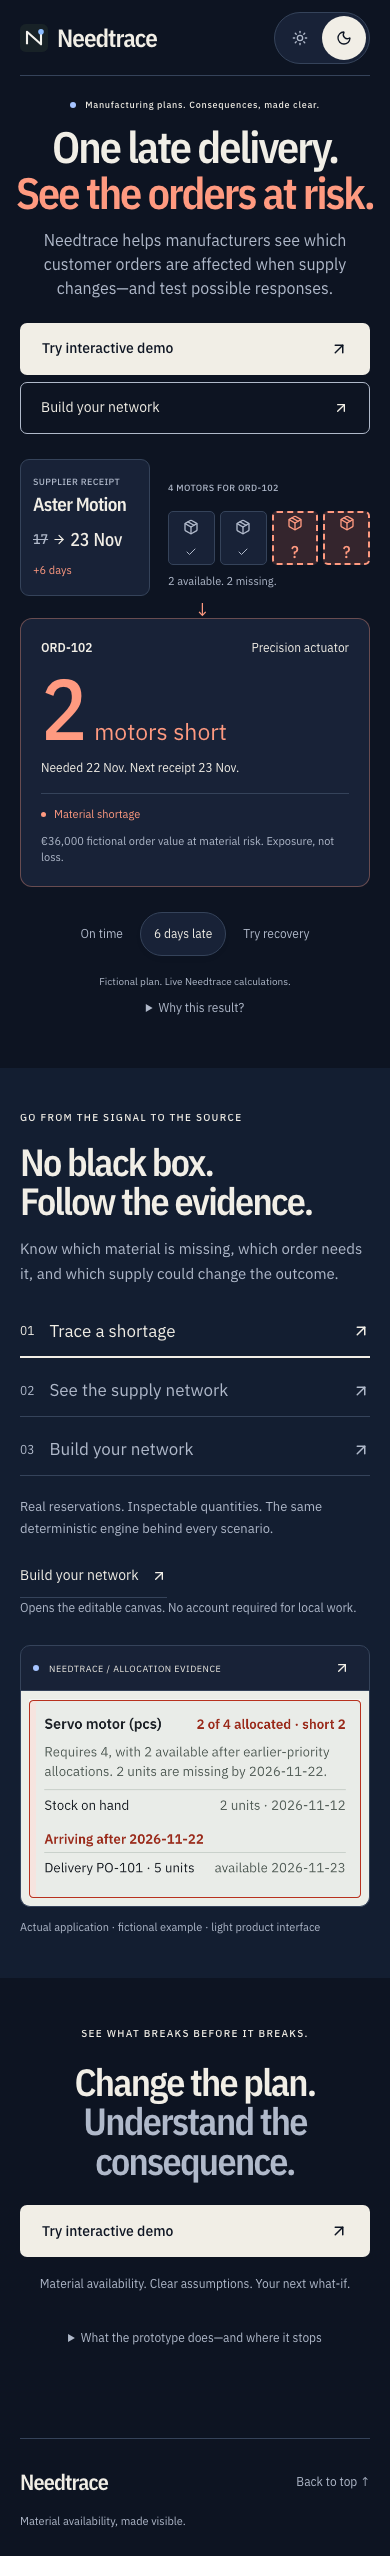 Needtrace
Manufacturing plans. Consequences, made clear.
One late delivery.
See the orders at risk.
Needtrace helps manufacturers see which
customer orders are affected when supply
changes—and test possible responses.
Try interactive demo
Build your network
SUPPLIER RECEIPT
Aster Motion
17 → 23 Nov
+6 days
4 MOTORS FOR ORD-102
? ?
2 available. 2 missing.
↓
ORD-102 Precision actuator
2 motors short
Needed 22 Nov. Next receipt 23 Nov.
Material shortage
€36,000 fictional order value at material risk. Exposure, not
loss.
On time 6 days late Try recovery
Fictional plan. Live Needtrace calculations.
▶ Why this result?
GO FROM THE SIGNAL TO THE SOURCE
No black box.
Follow the evidence.
Know which material is missing, which order needs
it, and which supply could change the outcome.
01 Trace a shortage
02 See the supply network
03 Build your network
Real reservations. Inspectable quantities. The same
deterministic engine behind every scenario.
Build your network
Opens the editable canvas. No account required for local work.
NEEDTRACE / ALLOCATION EVIDENCE
Servo motor (pcs) 2 of 4 allocated · short 2
Requires 4, with 2 available after earlier-priority
allocations. 2 units are missing by 2026-11-22.
Stock on hand 2 units · 2026-11-12
Arriving after 2026-11-22
Delivery PO-101 · 5 units available 2026-11-23
Actual application · fictional example · light product interface
SEE WHAT BREAKS BEFORE IT BREAKS.
Change the plan.
Understand the
consequence.
Try interactive demo
Material availability. Clear assumptions. Your next what-if.
▶ What the prototype does—and where it stops
Needtrace Back to top ↑
Material availability, made visible.